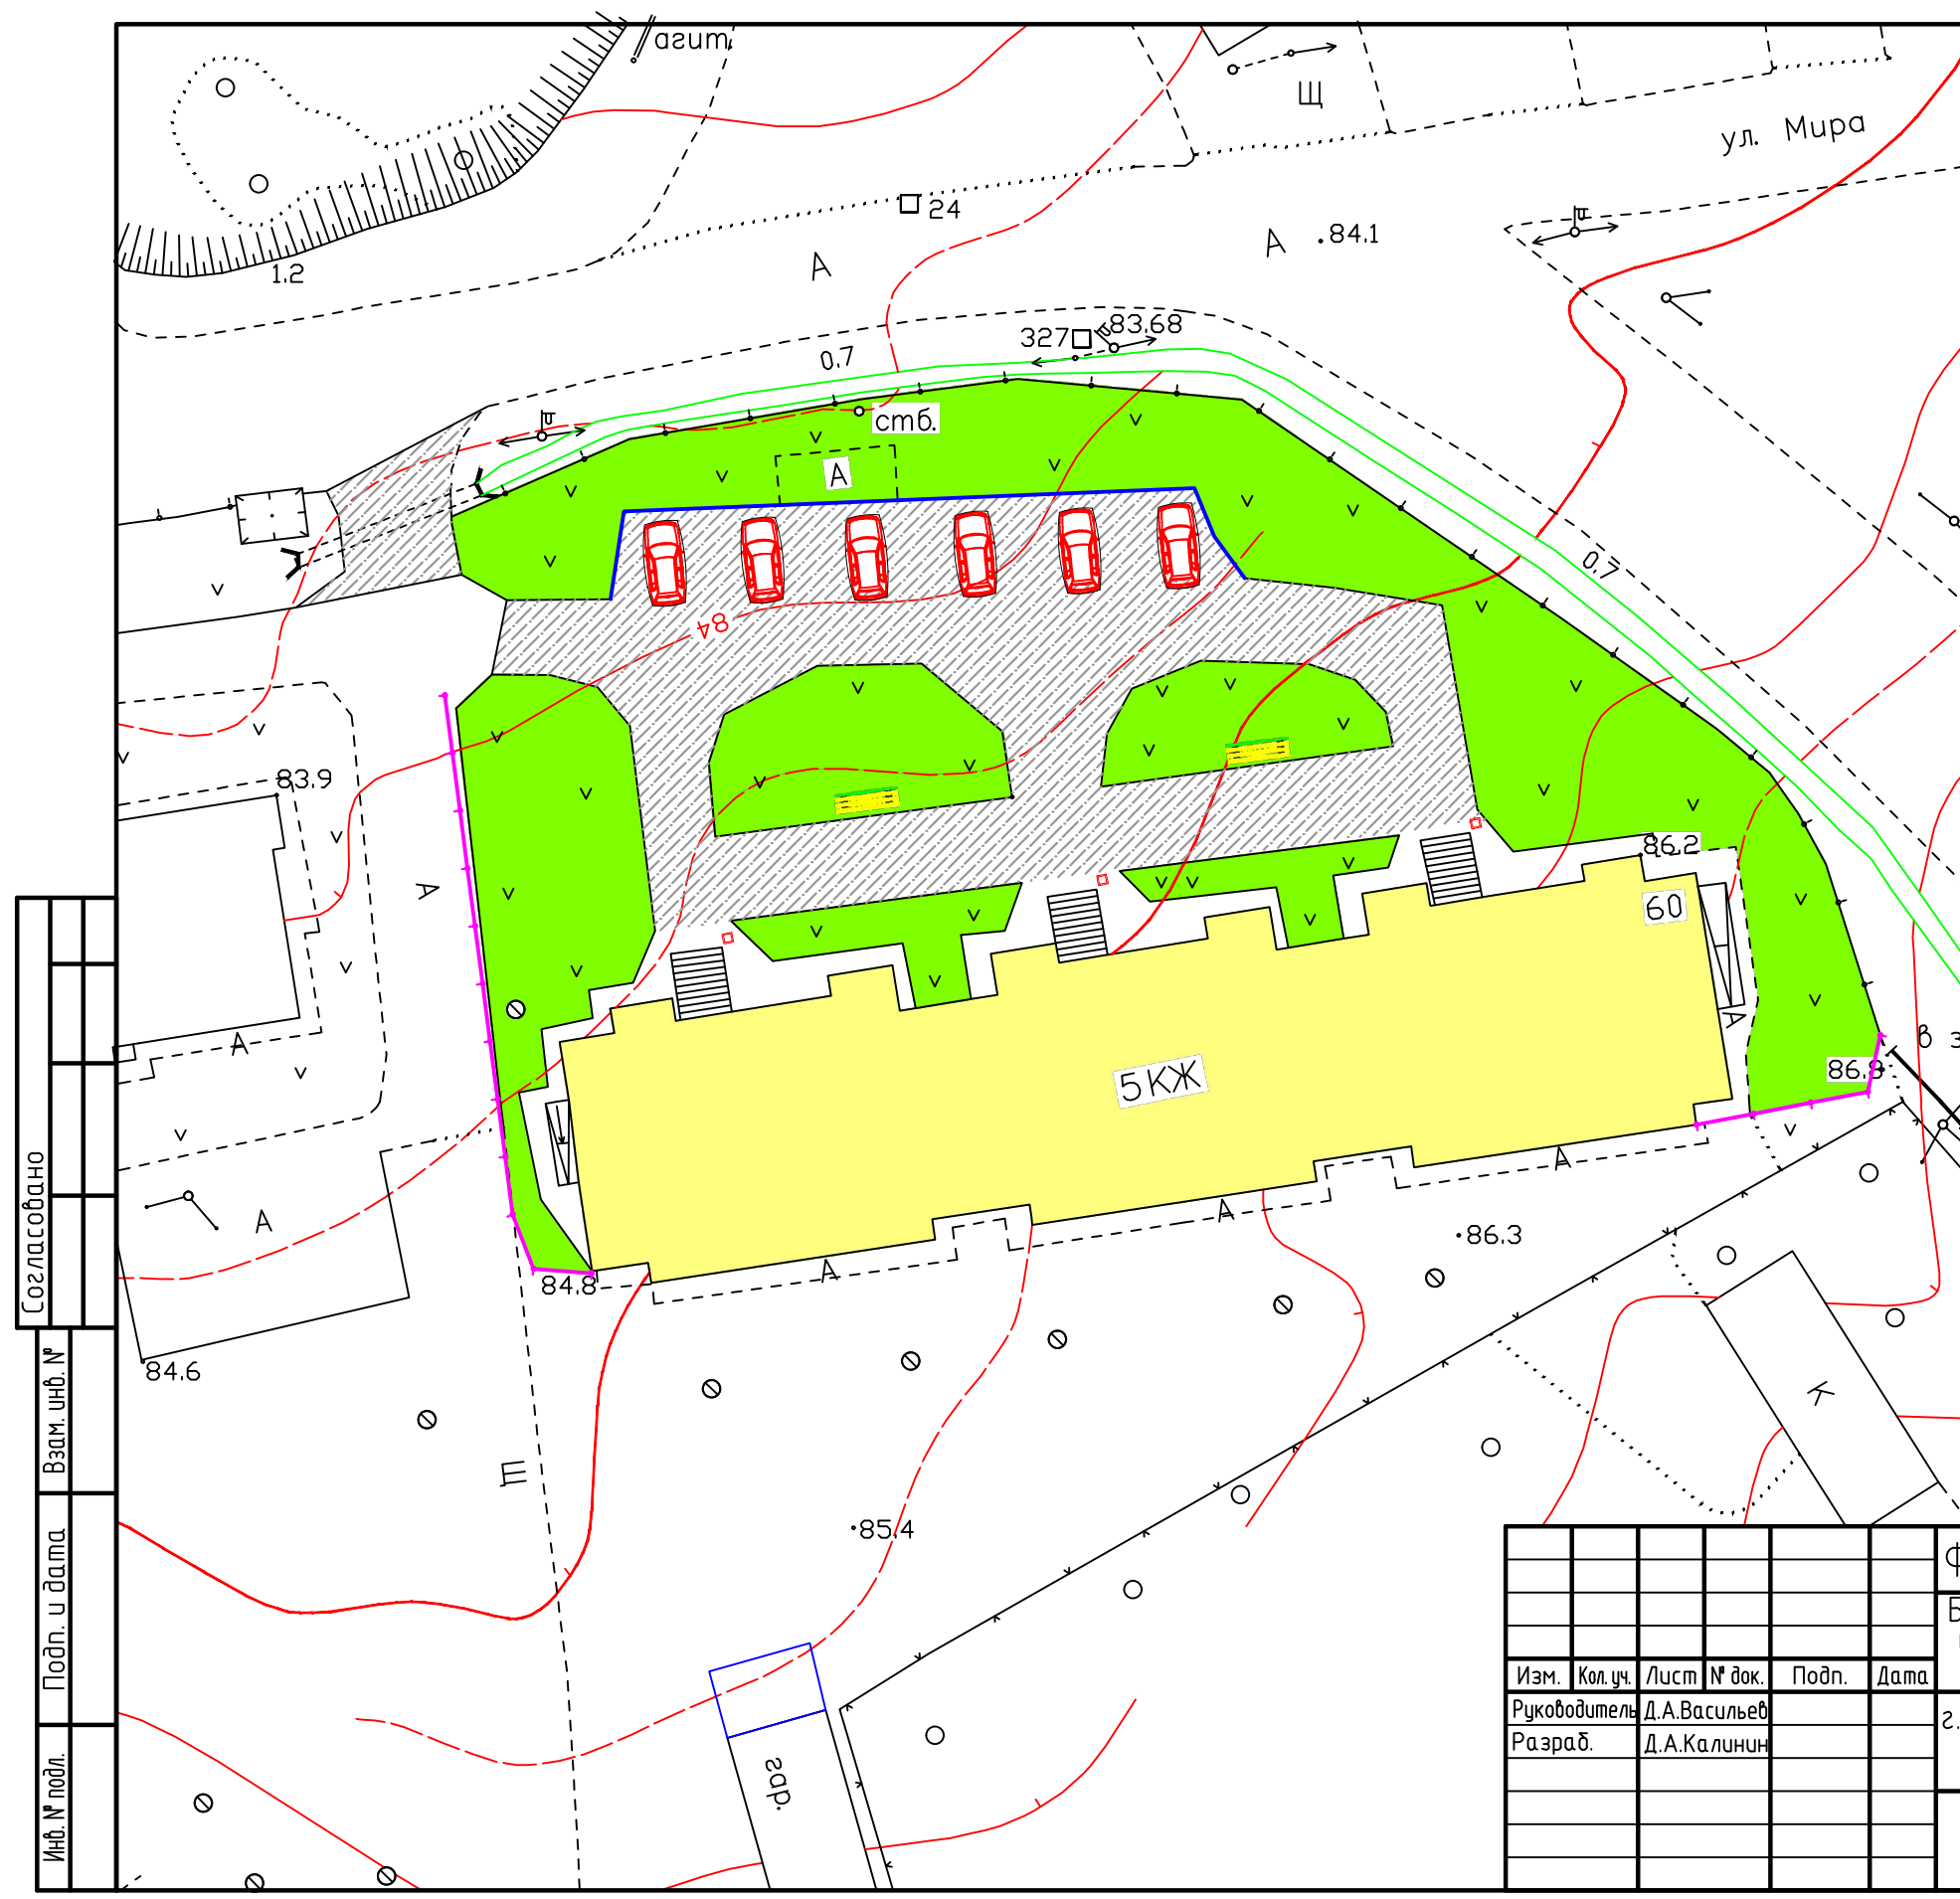 агит.
Щ
ул. Мира
24
А
А
84.1
1.2
327
83.68
0.7
стб.
А
0.7
84
83.9
А
86.2
60
А
А
в з
5КЖ
86.8
А
А
А
А
86.3
84.8
84.6
К
Ш
85.4
гар.
Согласовано
Взам. инв. №
Подп. и дата
Инв. № подл.
Ф
Б
Изм. Кол.уч. Лист № док. Подп. Дата
Руководитель Д.А.Васильев
г.
Разраб. Д.А.Калинин